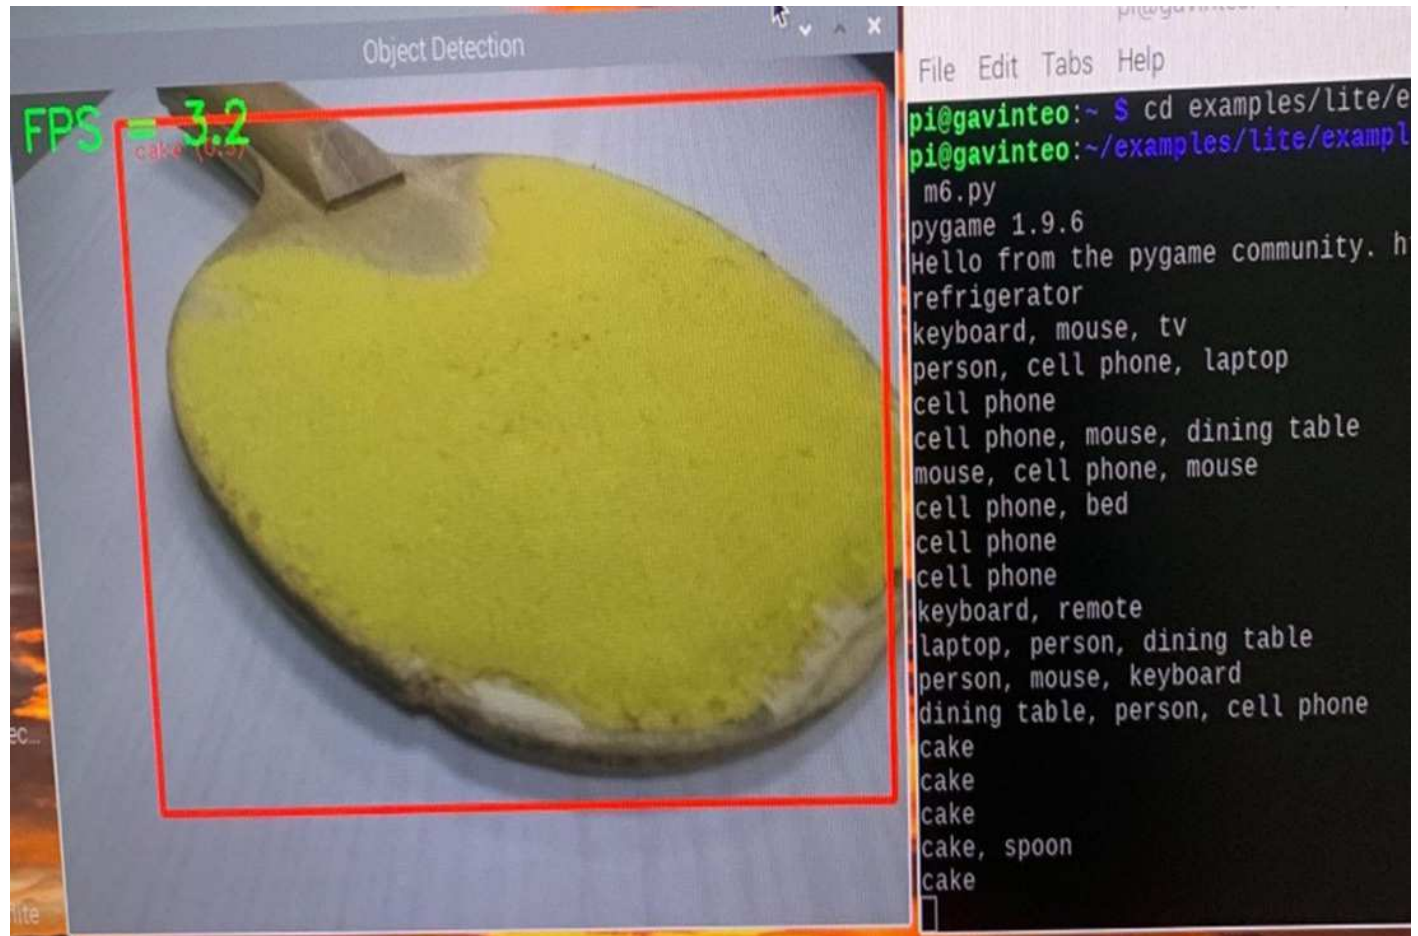 Object Detection
FPS = 3.2
cake
File Edit Tabs Help
pi@gavinteo:~ $ cd examples/lite/e
pi@gavinteo:~/examples/lite/exampl
m6.py
pygame 1.9.6
Hello from the pygame community. h
refrigerator
keyboard, mouse, tv
person, cell phone, laptop
cell phone
cell phone, mouse, dining table
mouse, cell phone, mouse
cell phone, bed
cell phone
cell phone
keyboard, remote
laptop, person, dining table
person, mouse, keyboard
dining table, person, cell phone
cake
cake
cake
cake, spoon
cake
ec...
lite